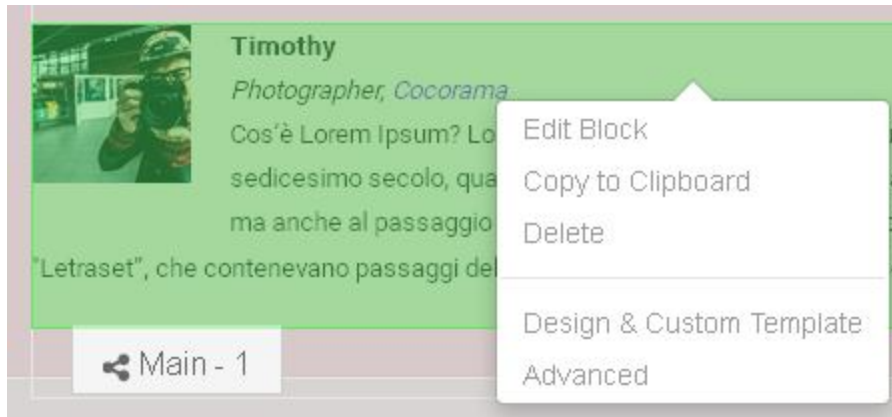 Timothy
Photographer, Cocorama
Cos'è Lorem Ipsum? Lo
sedicesimo secolo, qua
ma anche al passaggio
"Letraset", che contenevano passaggi del
Edit Block
Copy to Clipboard
Delete
Design & Custom Template
Advanced
Main - 1